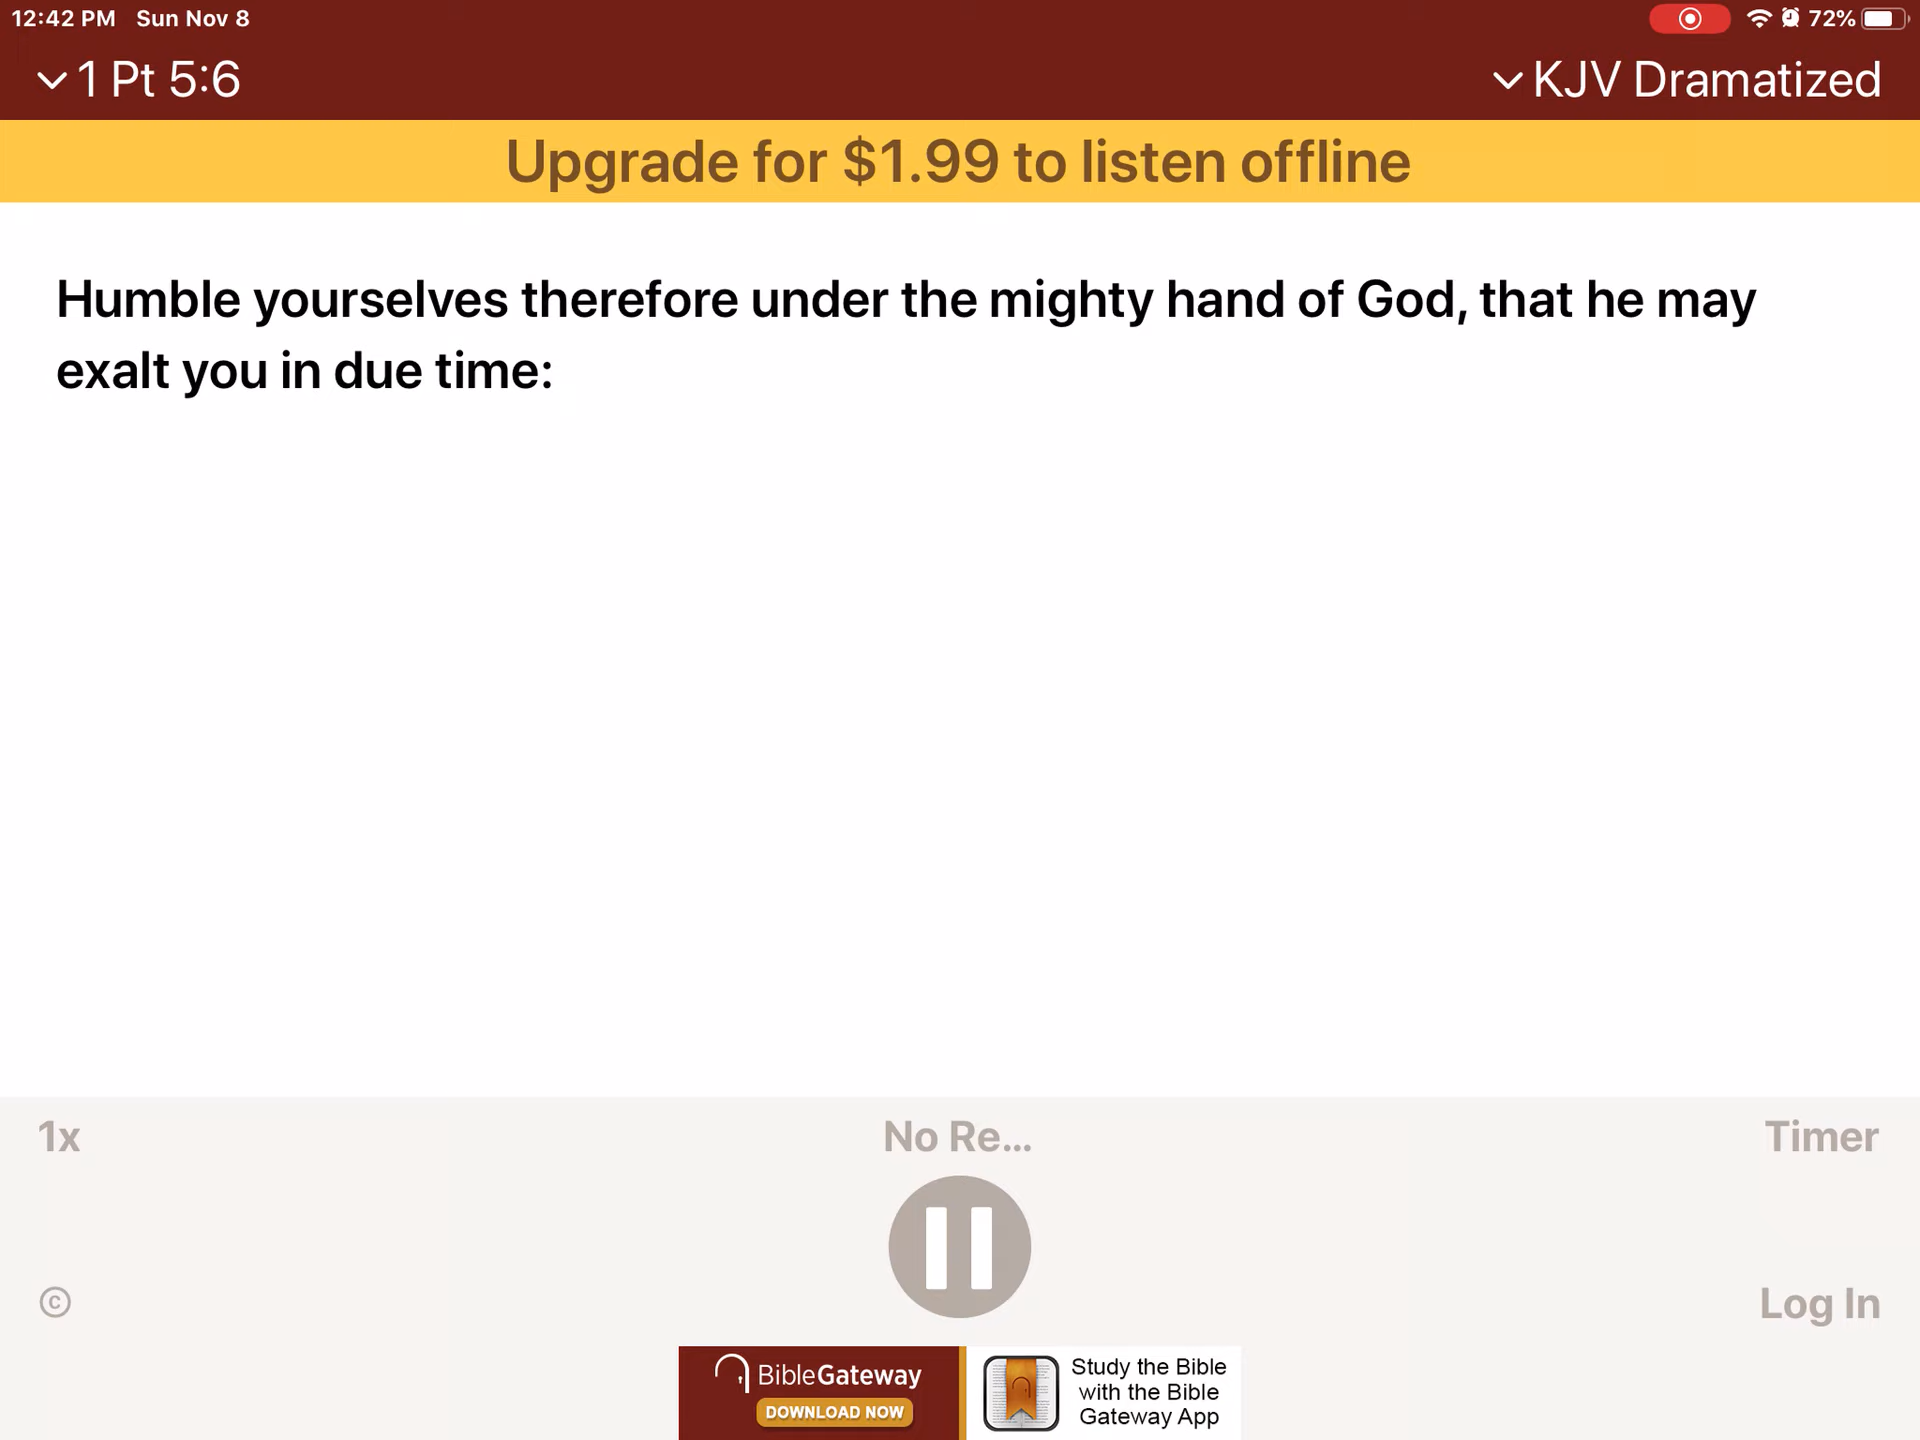 12:42 PM Sun Nov 8 72%
1 Pt 5:6 KJV Dramatized
Upgrade for $1.99 to listen offline
Humble yourselves therefore under the mighty hand of God, that he may
exalt you in due time:
1x No Re... Timer
© Log In
BibleGateway
DOWNLOAD NOW
Study the Bible
with the Bible
Gateway App